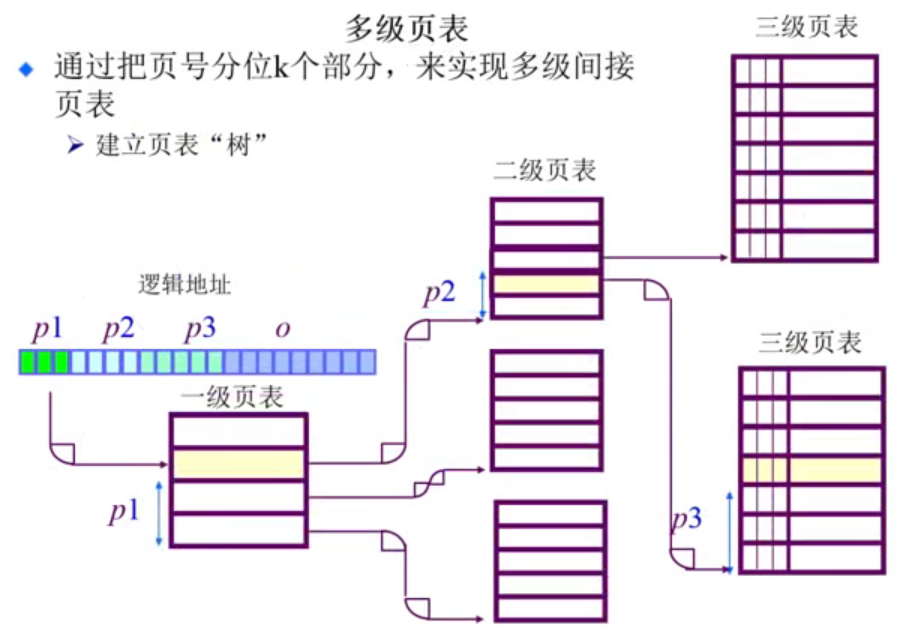 多级页表
通过把页号分位k个部分，来实现多级间接
页表
建立页表“树”
三级页表
二级页表
逻辑地址
p1 p2 p3 o
一级页表
p1
p2
三级页表
p3